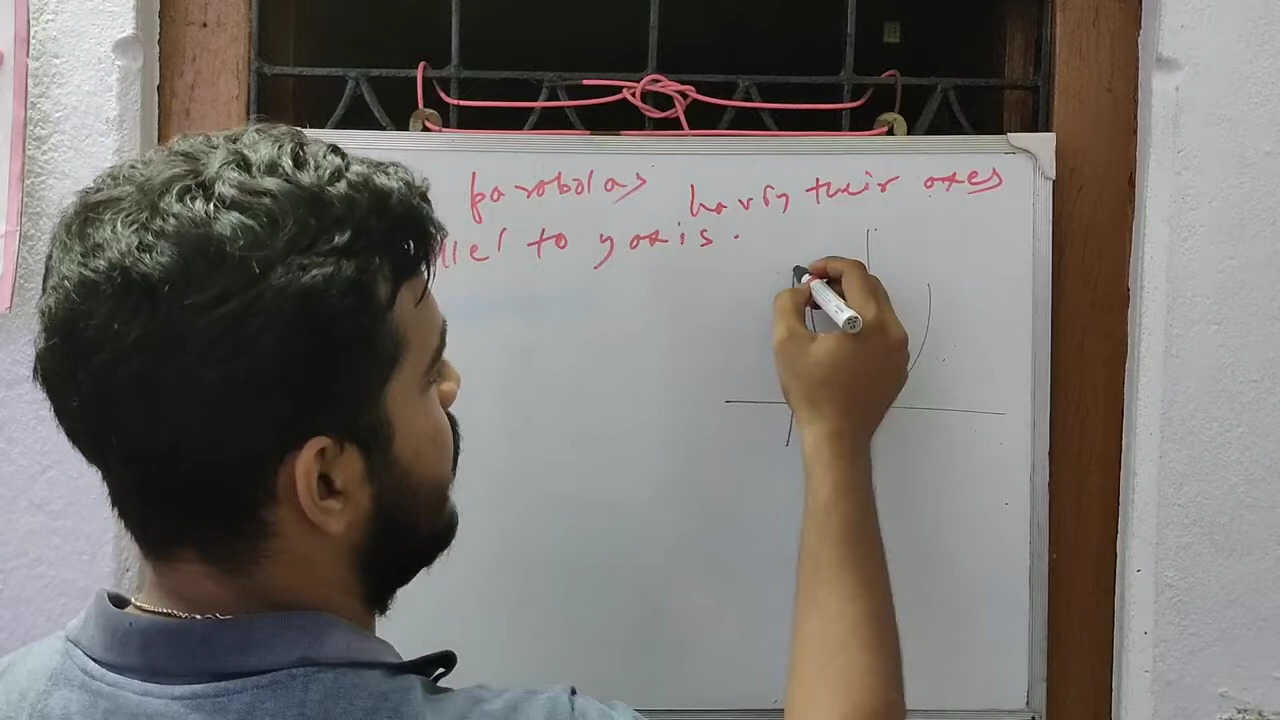 parabolas having their axes
llel to y axis.